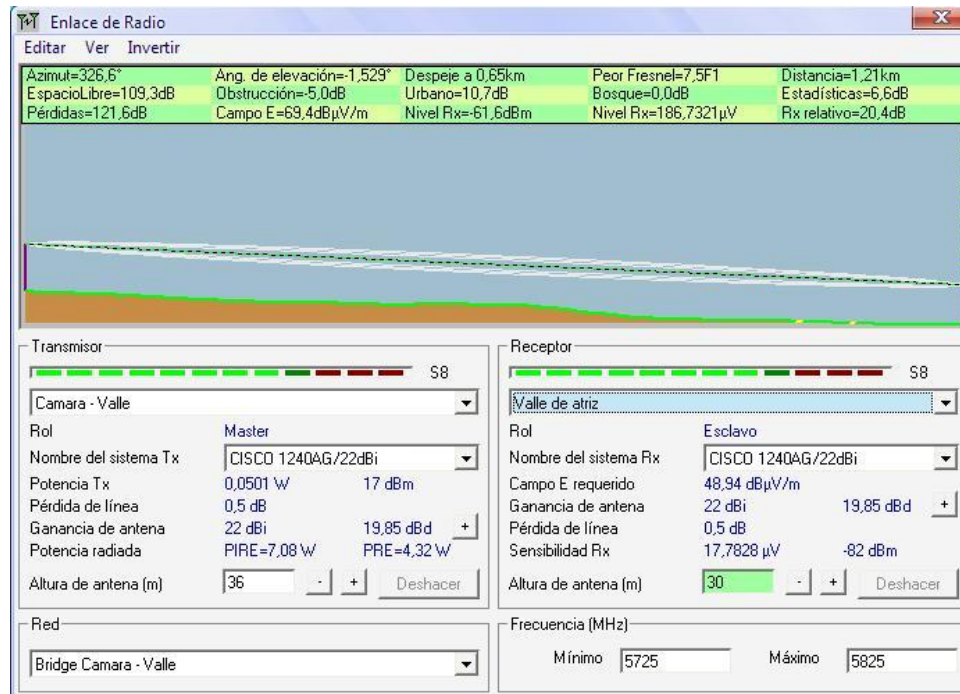 Enlace de Radio
Editar Ver Invertir
Azimut=326,6° Ang. de elevación=-1,529° Despeje a 0,65km Peor Fresnel=7,5F1 Distancia=1,21km
EspacioLibre=109,3dB Obstrucción=-5,0dB Urbano=10,7dB Bosque=0,0dB Estadísticas=6,6dB
Pérdidas=121,6dB Campo E=69,4dBµV/m Nivel Rx=-61,6dBm Nivel Rx=186,7321µV Rx relativo=20,4dB
Transmisor
S8
Camara - Valle
Rol Master
Nombre del sistema Tx CISCO 1240AG/22dBi
Potencia Tx 0,0501 W 17 dBm
Pérdida de línea 0,5 dB
Ganancia de antena 22 dBi 19,85 dBd +
Potencia radiada PIRE=7,08 W PRE=4,32 W
Altura de antena (m) 36 - + Deshacer
Receptor
S8
Valle de atriz
Rol Esclavo
Nombre del sistema Rx CISCO 1240AG/22dBi
Campo E requerido 48,94 dBµV/m
Ganancia de antena 22 dBi 19,85 dBd +
Pérdida de línea 0,5 dB
Sensibilidad Rx 17,7828 µV -82 dBm
Altura de antena (m) 30 - + Deshacer
Red
Bridge Camara - Valle
Frecuencia (MHz)
Mínimo 5725 Máximo 5825